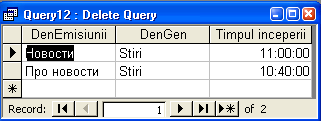 Query12 : Delete Query
DenEmisiunii DenGen Timpul inceperii
Новости Stiri 11:00:00
Про новости Stiri 10:40:00
Record: 1 of 2